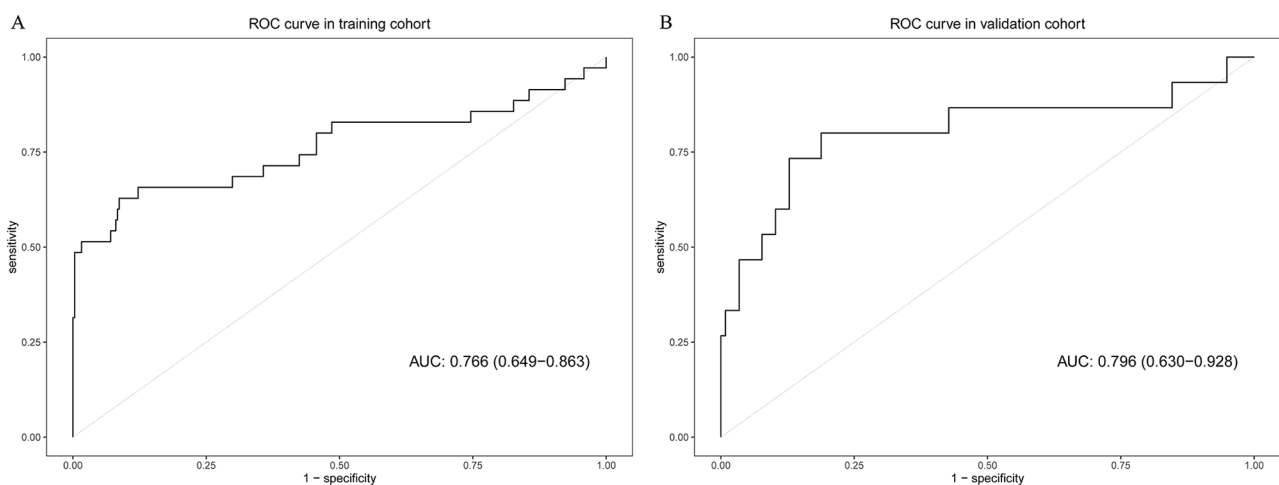 A
ROC curve in training cohort
1.00
0.75
0.50
0.25
0.00
sensitivity
AUC: 0.766 (0.649−0.863)
0.00 0.25 0.50 0.75 1.00
1 − specificity
B
ROC curve in validation cohort
1.00
0.75
0.50
0.25
0.00
sensitivity
AUC: 0.796 (0.630−0.928)
0.00 0.25 0.50 0.75 1.00
1 − specificity